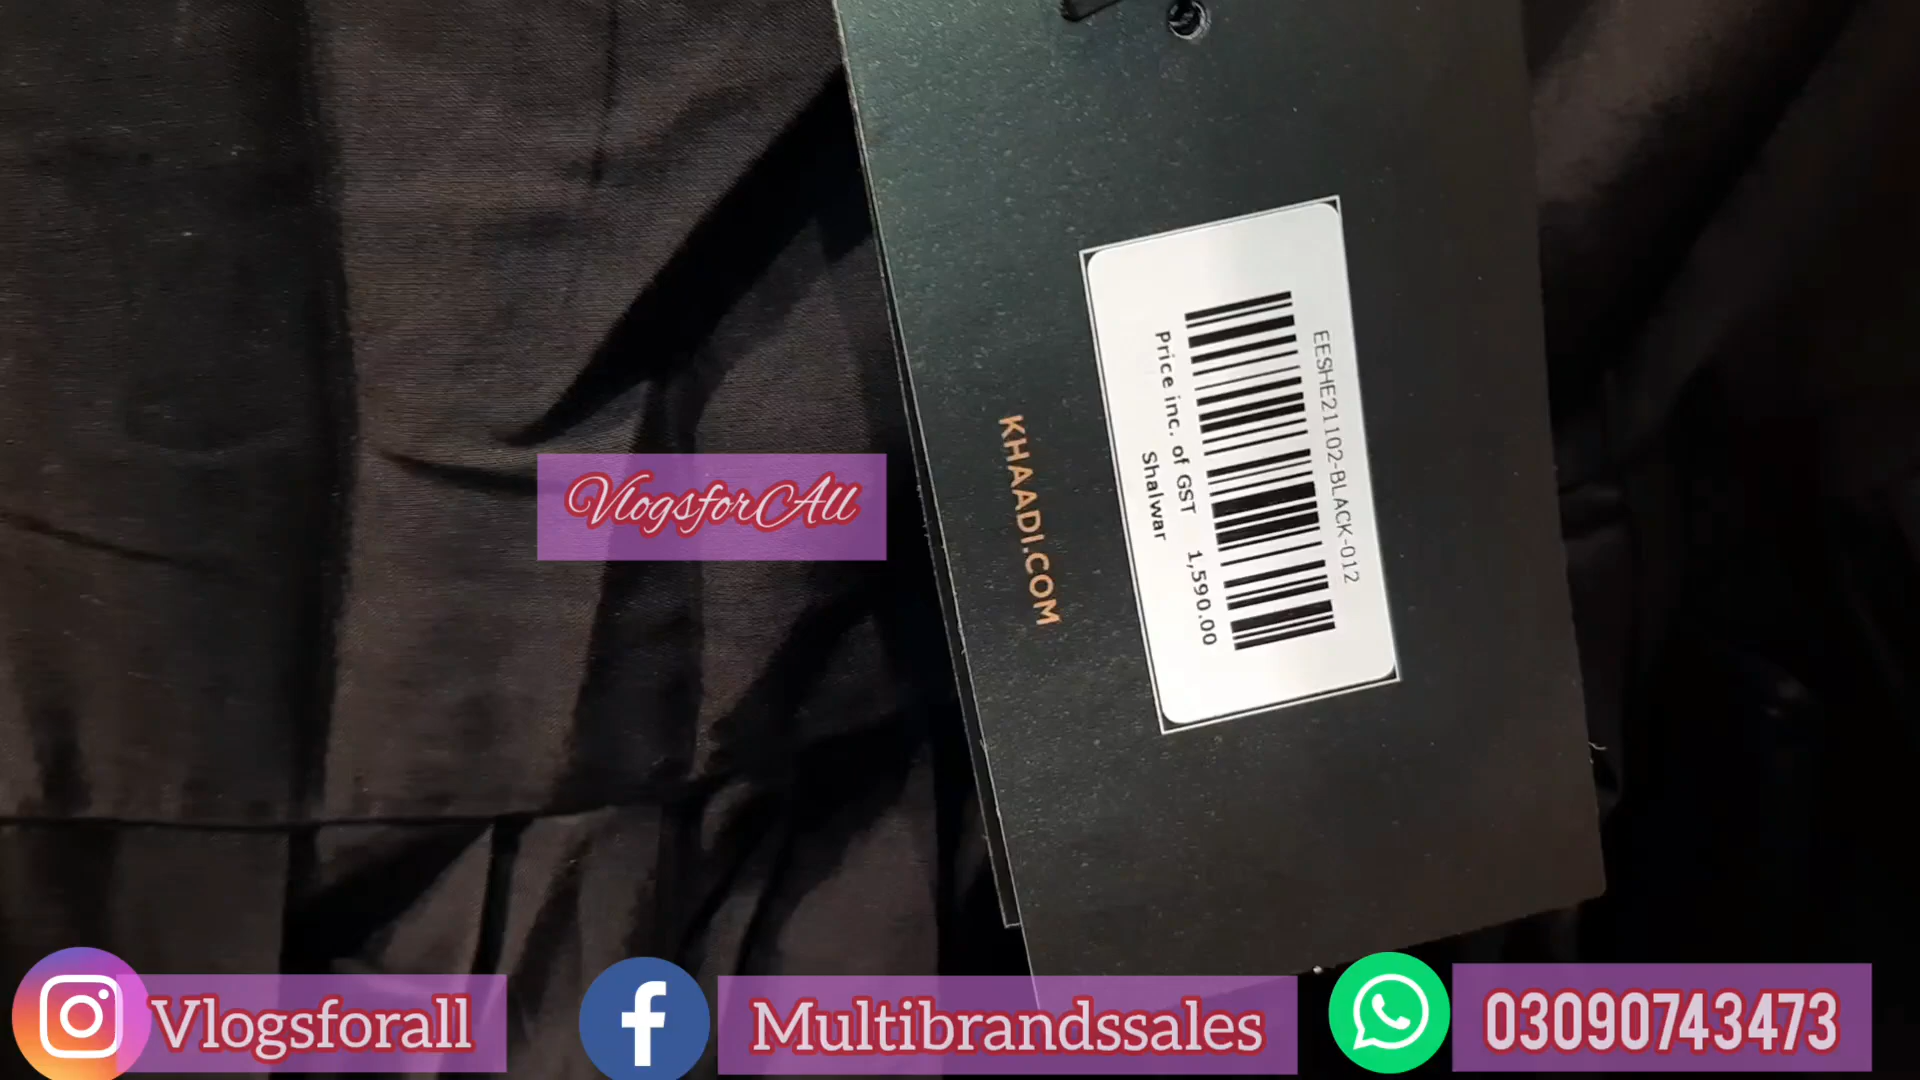 EESHE21102-BLACK-012
Price inc. of GST 1,590.00
Shalwar
KHAADI.COM
VlogsforAll
Vlogsforall
Multibrandssales
03090743473